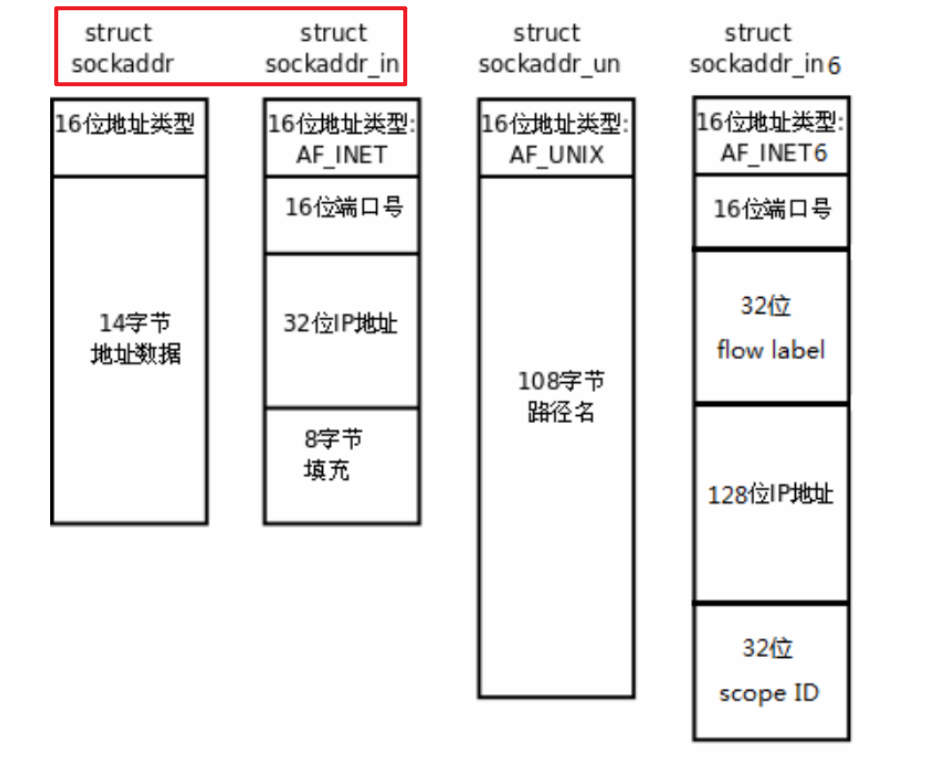 struct
sockaddr
struct
sockaddr_in
struct
sockaddr_un
struct
sockaddr_in6
16位地址类型
14字节
地址数据
16位地址类型:
AF_INET
16位端口号
32位IP地址
8字节
填充
16位地址类型:
AF_UNIX
108字节
路径名
16位地址类型:
AF_INET6
16位端口号
32位
flow label
128位IP地址
32位
scope ID